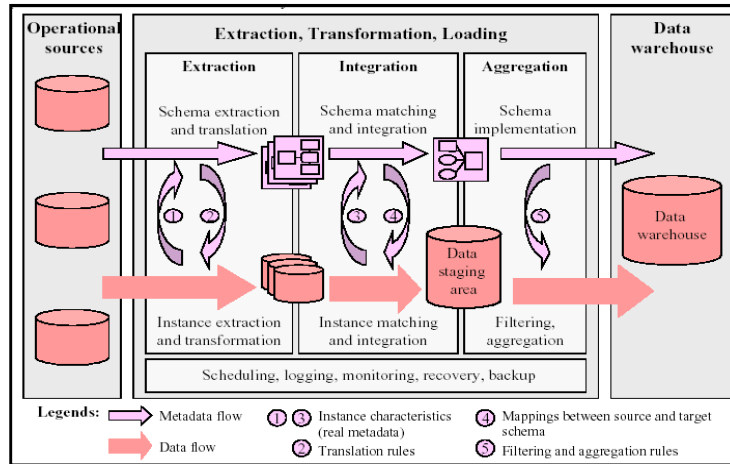 Operational
sources
Extraction, Transformation, Loading
Data
warehouse
Extraction
Integration
Aggregation
Schema extraction
and translation
Schema matching
and integration
Schema
implementation
1
2
3
4
5
Data
warehouse
Data
staging
area
Instance extraction
and transformation
Instance matching
and integration
Filtering,
aggregation
Scheduling, logging, monitoring, recovery, backup
Legends:
Metadata flow
Data flow
1 3 Instance characteristics
(real metadata)
2 Translation rules
4 Mappings between source and target
schema
5 Filtering and aggregation rules